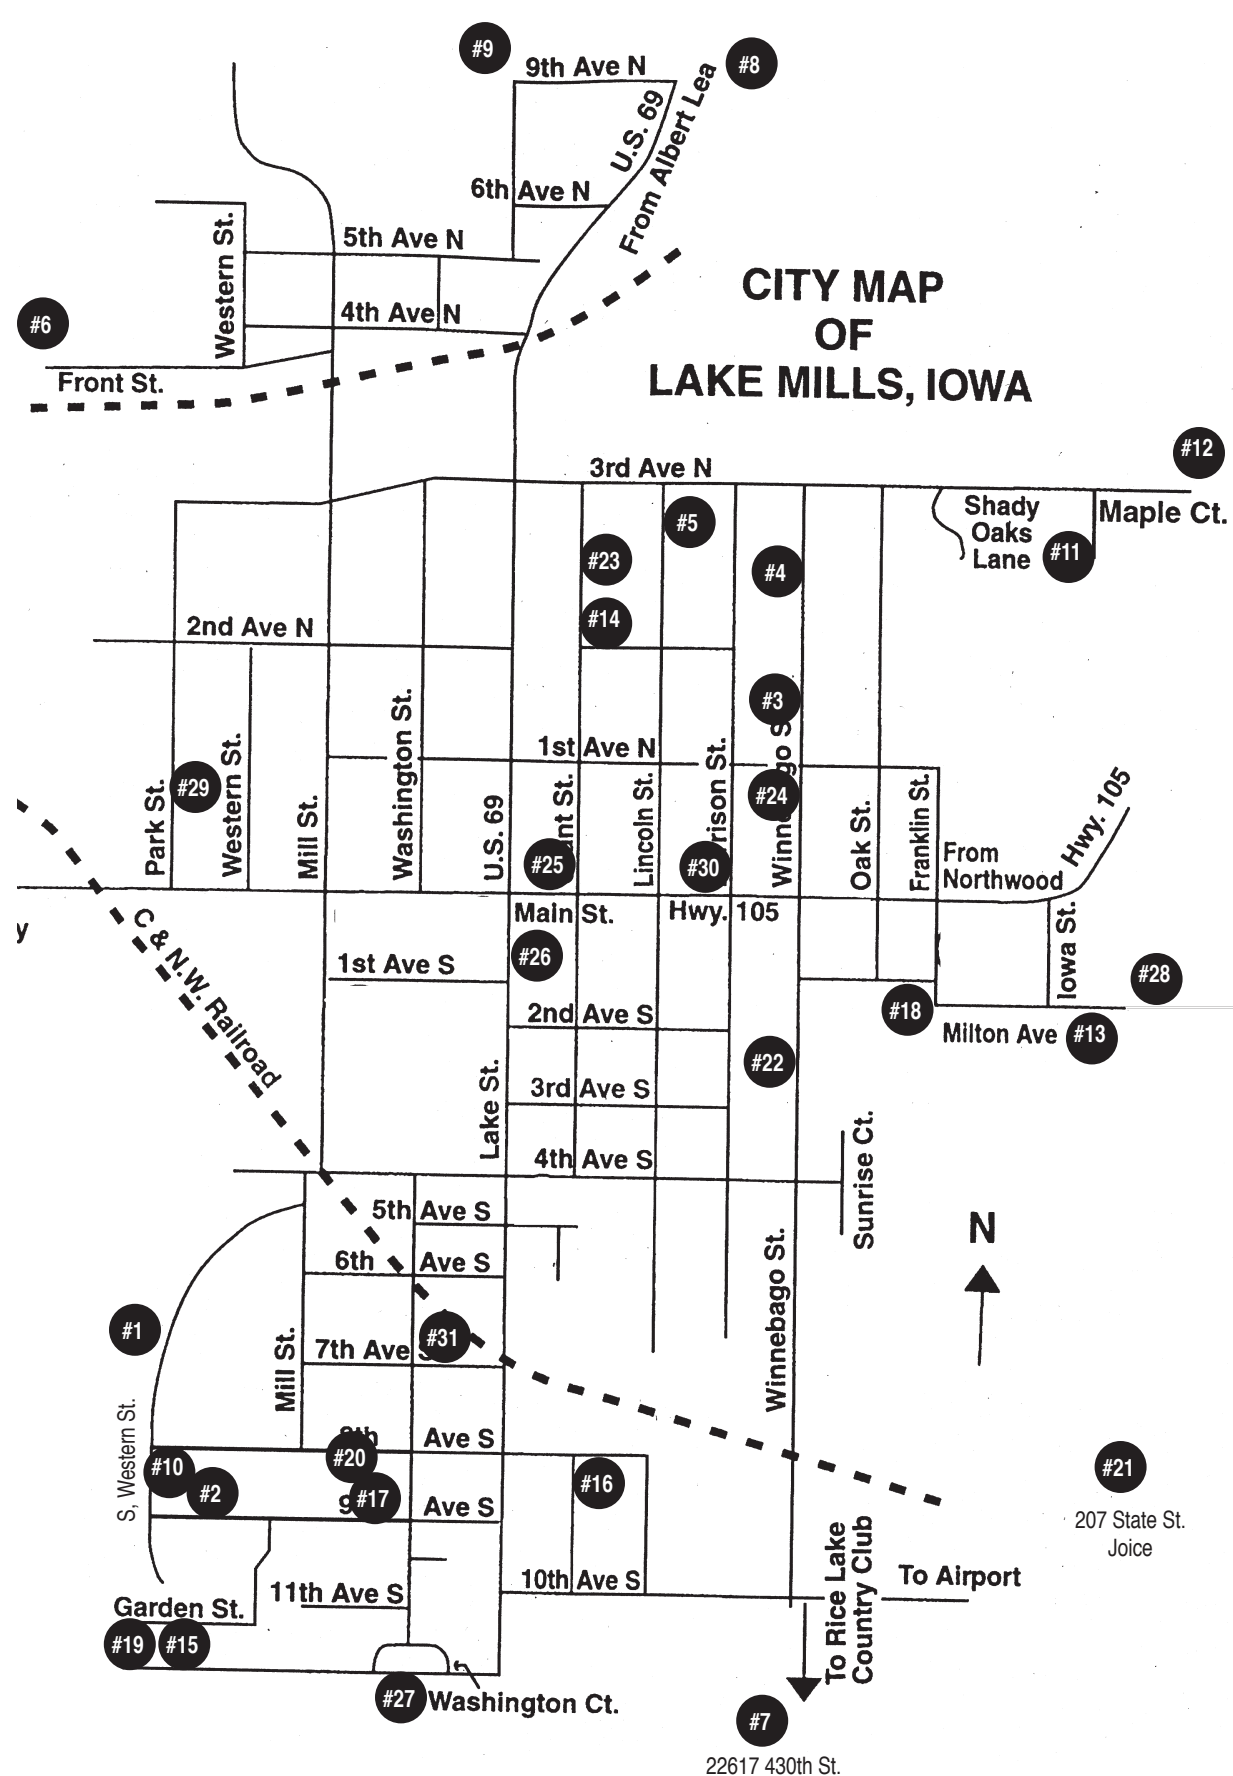 #9
9th Ave N
#8
U.S. 69
From Albert Lea
6th Ave N
Western St.
5th Ave N
4th Ave N
#6
Front St.
CITY MAP
OF
LAKE MILLS, IOWA
#12
3rd Ave N
Shady
Oaks
Lane
Maple Ct.
#11
#5
#23
#4
#14
2nd Ave N
#3
1st Ave N
#29
#24
Park St.
Western St.
Mill St.
Washington St.
U.S. 69
Lincoln St.
Oak St.
Franklin St.
From
Northwood
Hwy. 105
#25
#30
Main St.
Hwy. 105
y
C & N.W. Railroad
1st Ave S
#26
Iowa St.
#28
#18
2nd Ave S
Milton Ave
#13
#22
3rd Ave S
Lake St.
4th Ave S
Sunrise Ct.
5th Ave S
N
6th Ave S
Winnebago St.
#1
#31
7th Ave
Mill St.
S, Western St.
Ave S
#20
#10
#2
#17
Ave S
#16
#21
207 State St.
Joice
10th Ave S
To Airport
11th Ave S
Garden St.
To Rice Lake
Country Club
#19
#15
#27
Washington Ct.
#7
22617 430th St.